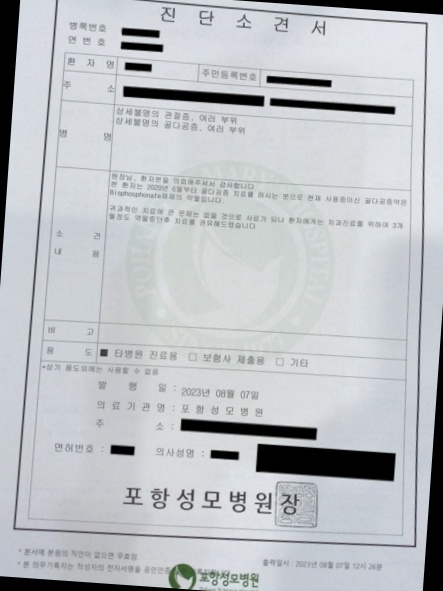 진 단 소 견 서
병록번호
연 번 호
환 자 명
주민등록번호
주 소
병 명
상세불명의 관절증, 여러 부위
상세불명의 골다공증, 여러 부위
소 견 내 용
원장님, 환자분을 의뢰해주셔서 감사합니다
본 환자는 2020년 6월부터 골다공증 치료를 하시는 분으로 현재 사용중이신 골다공증약은
Bisphosphonate제제의 약물입니다.
귀과적인 치료에 큰 문제는 없을 것으로 사료가 되나 환자에게는 치과진료를 위하여 3개
월정도 약물중단후 치료를 권유해드렸습니다
비 고
용 도 ■ 타병원 진료용 □ 보험사 제출용 □ 기타
*상기 용도외에는 사용할 수 없음
발 행 일 : 2023년 08월 07일
의 료 기 관 명 : 포 항 성 모 병 원
주 소 :
면허번호 : 의사성명 :
포항성모병원장
* 본서에 본원의 직인이 없으면 무효임
출력일시 : 2023년 08월 07일 12시 26분
* 본 의무기록지는 작성자의 전자서명을 공인인증
포항성모병원